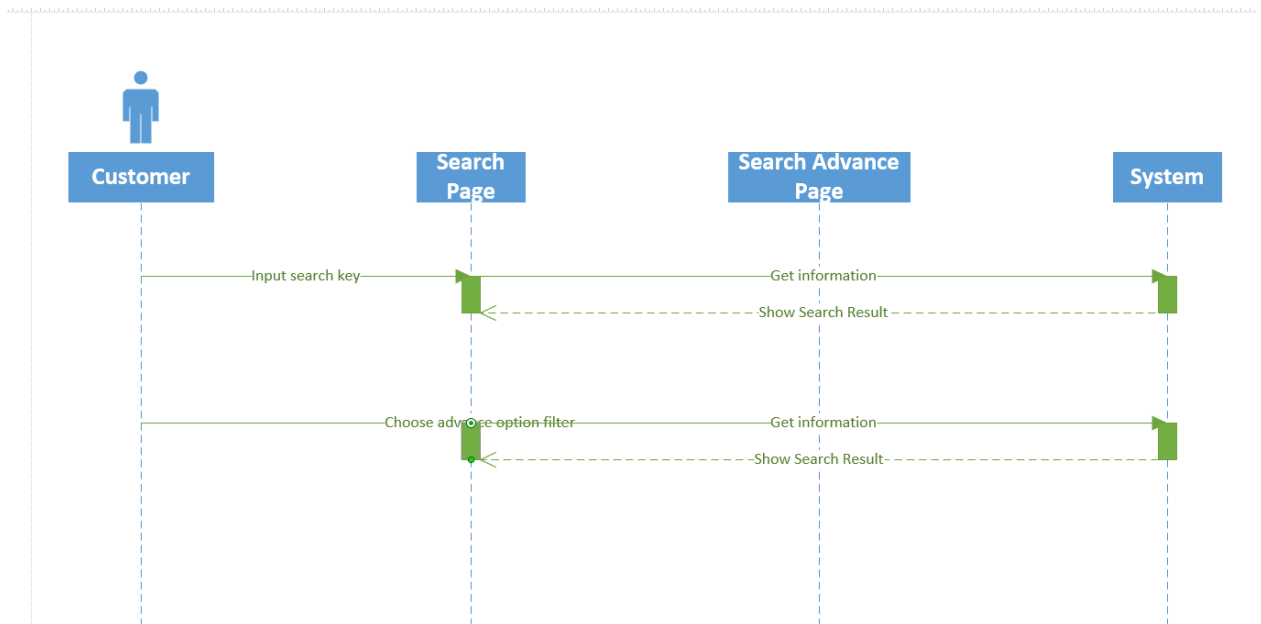 Customer
Search
Page
Search Advance
Page
System
Input search key
Get information
Show Search Result
Choose advance option filter
Get information
Show Search Result